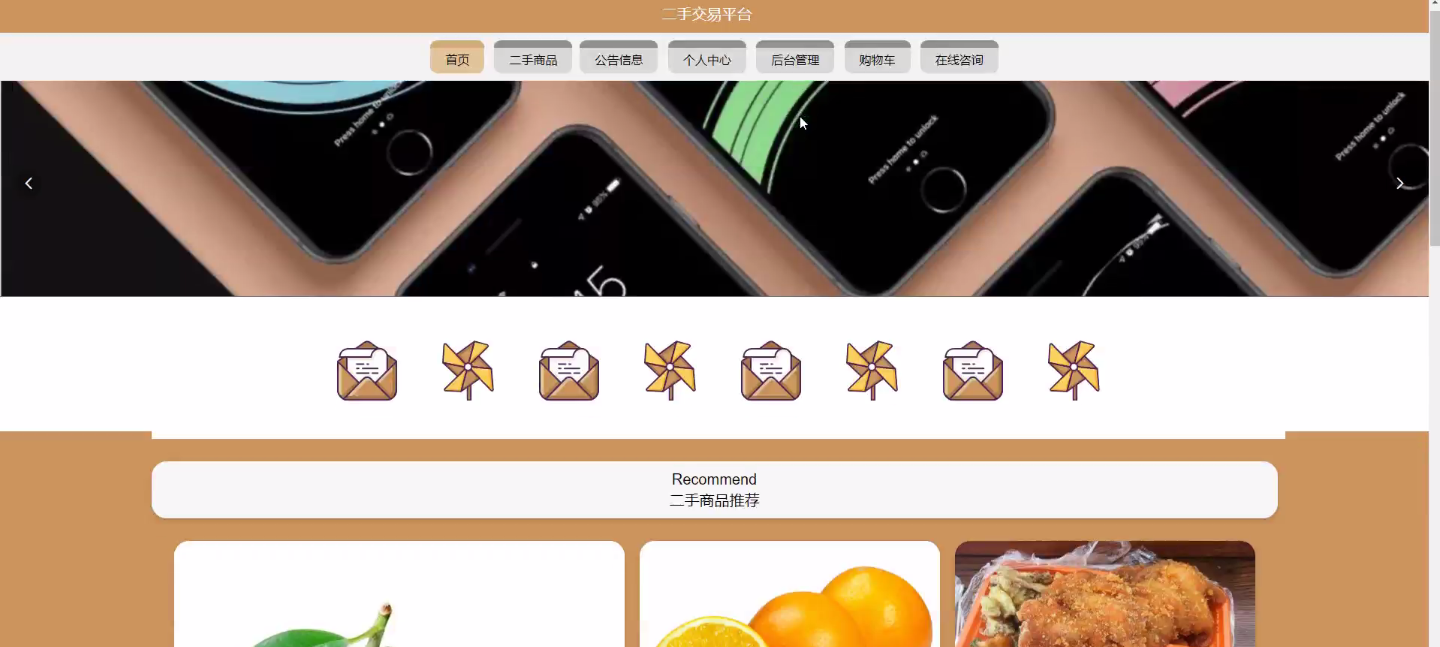 二手交易平台
首页 二手商品 公告信息 个人中心 后台管理 购物车 在线咨询
Press home to unlock
Press home to unlock
Press home to unlock
Recommend
二手商品推荐